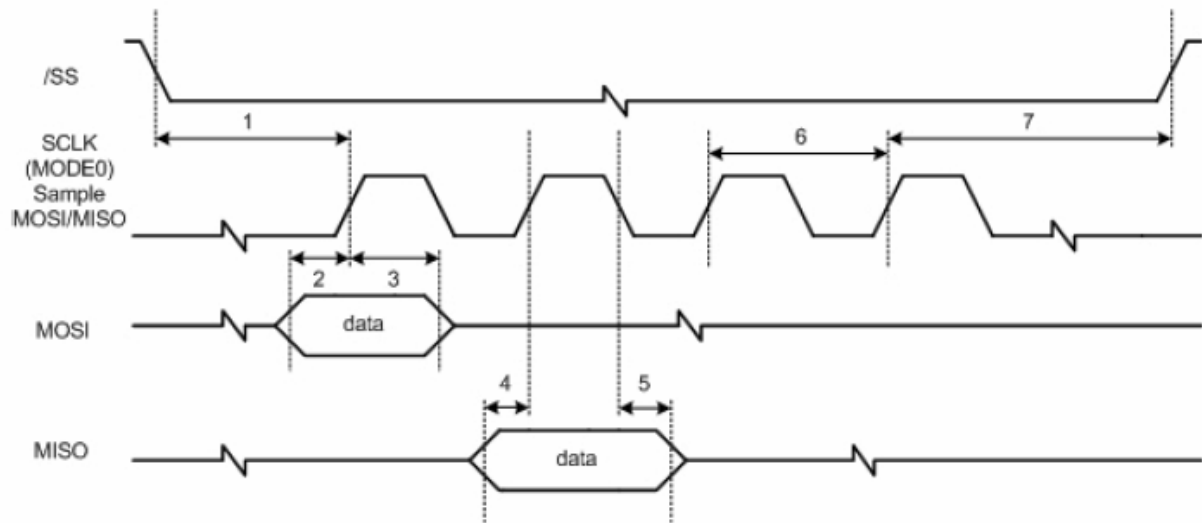 /SS
1
6
7
SCLK
(MODE0)
Sample
MOSI/MISO
2
3
MOSI
data
4
5
MISO
data